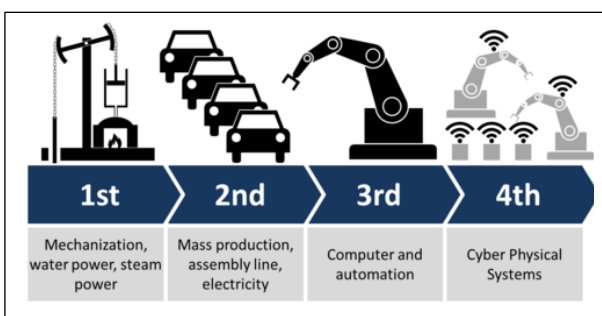 1st
2nd
3rd
4th
Mechanization,
water power, steam
power
Mass production,
assembly line,
electricity
Computer and
automation
Cyber Physical
Systems